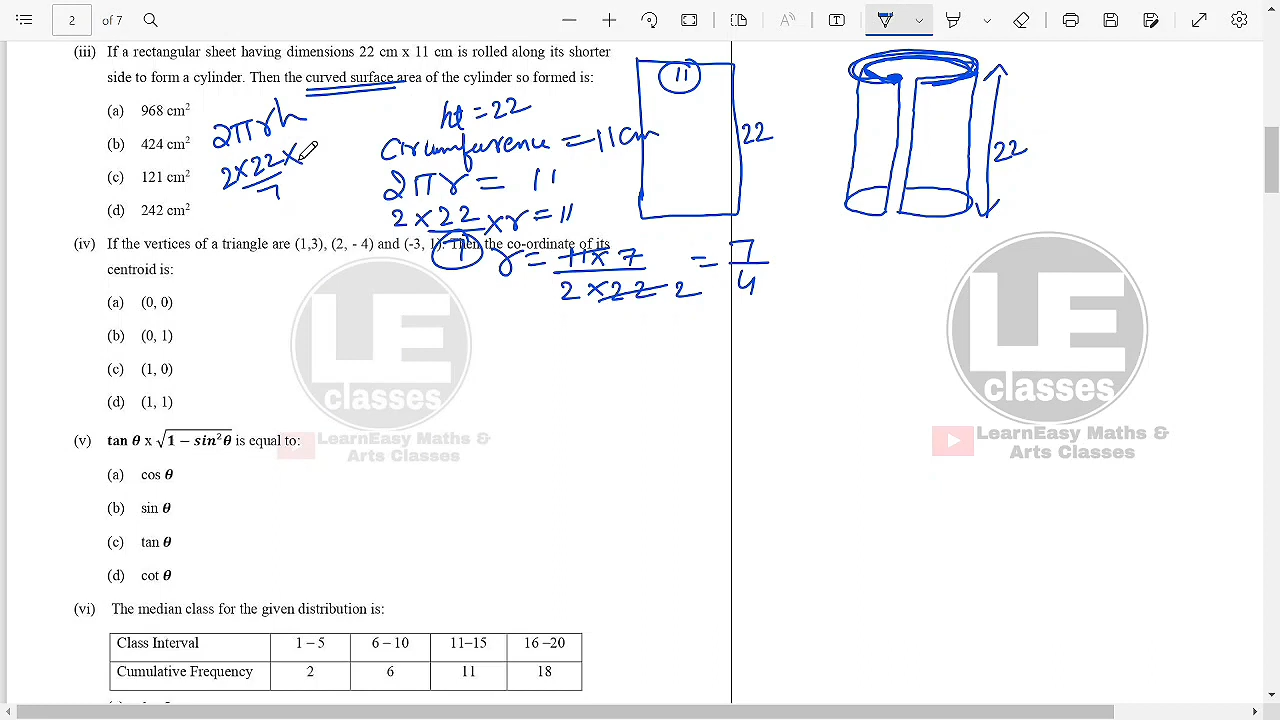 2 of 7
(iii) If a rectangular sheet having dimensions 22 cm x 11 cm is rolled along its shorter
side to form a cylinder. Then the curved surface area of the cylinder so formed is:
(a) 968 cm²
(b) 424 cm²
(c) 121 cm²
(d) 242 cm²
2πrh
2×22×
7
ht = 22
Circumference = 11 cm
2πr = 11
2 × 22 × r = 11
7
r = 11 × 7
2 × 22 2
= 7
4
11
22
22
(iv) If the vertices of a triangle are (1,3), (2, - 4) and (-3, 1). Then the co-ordinate of its
centroid is:
(a) (0, 0)
(b) (0, 1)
(c) (1, 0)
(d) (1, 1)
LE
classes
LearnEasy Maths &
Arts Classes
LE
classes
LearnEasy Maths &
Arts Classes
(v) tan θ x √1 − sin²θ is equal to:
(a) cos θ
(b) sin θ
(c) tan θ
(d) cot θ
(vi) The median class for the given distribution is:
Class Interval 1 – 5 6 – 10 11–15 16 –20
Cumulative Frequency 2 6 11 18